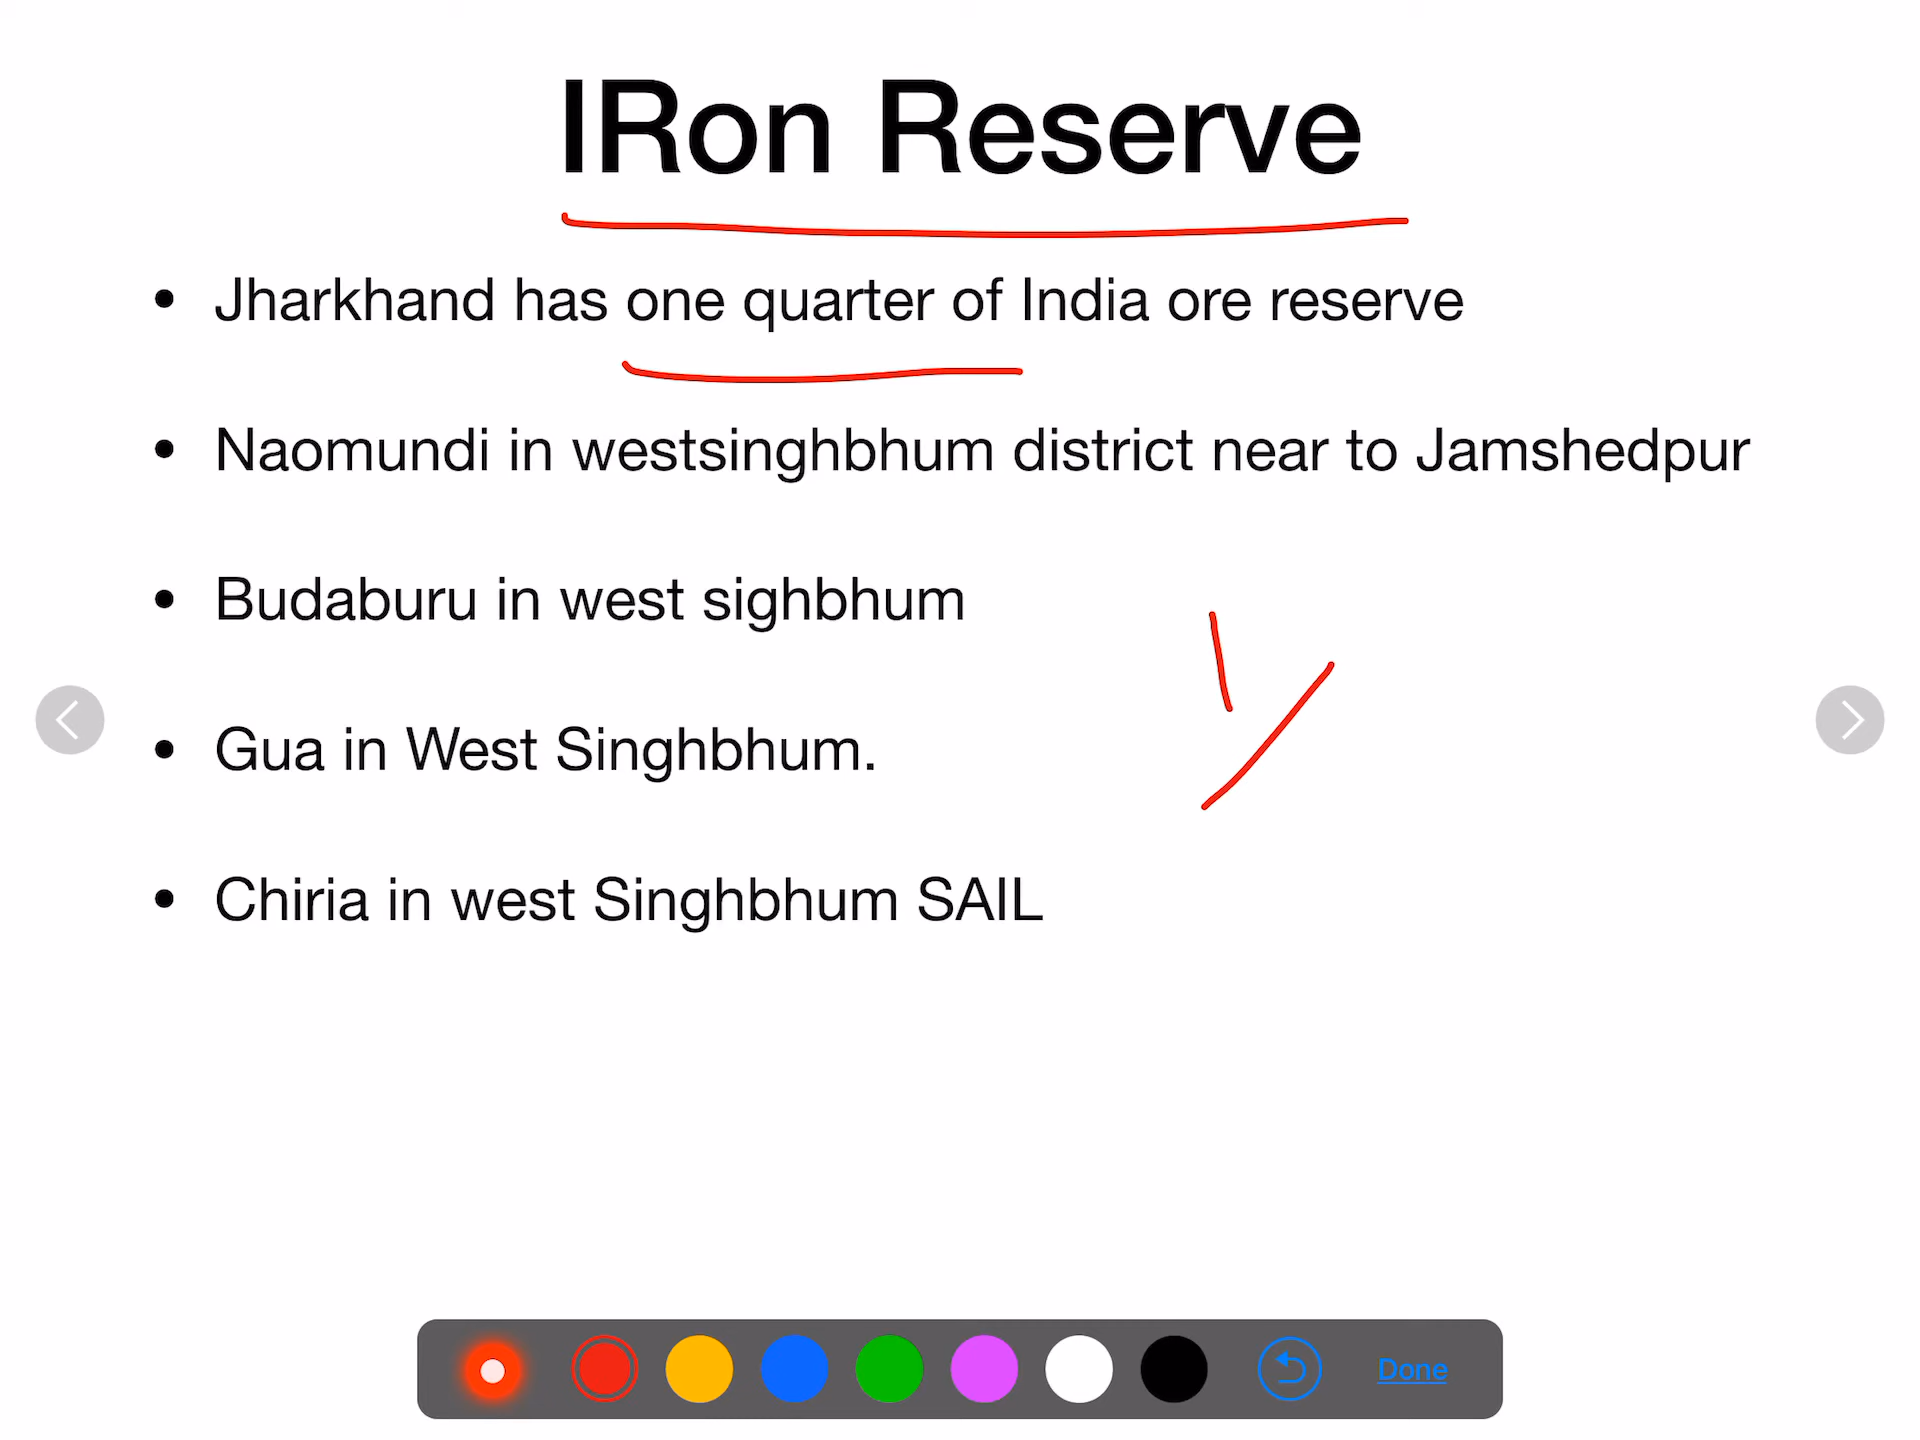 IRon Reserve
• Jharkhand has one quarter of India ore reserve
• Naomundi in westsinghbhum district near to Jamshedpur
• Budaburu in west sighbhum
• Gua in West Singhbhum.
• Chiria in west Singhbhum SAIL
Done